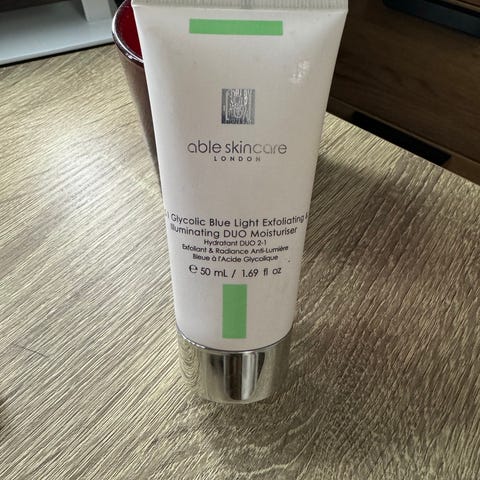 able skincare
LONDON
Glycolic Blue Light Exfoliating
Illuminating DUO Moisturiser
Hydratant DUO 2-1
Exfoliant & Radiance Anti-Lumière
Bleue à l'Acide Glycolique
e 50 mL / 1.69 fl oz